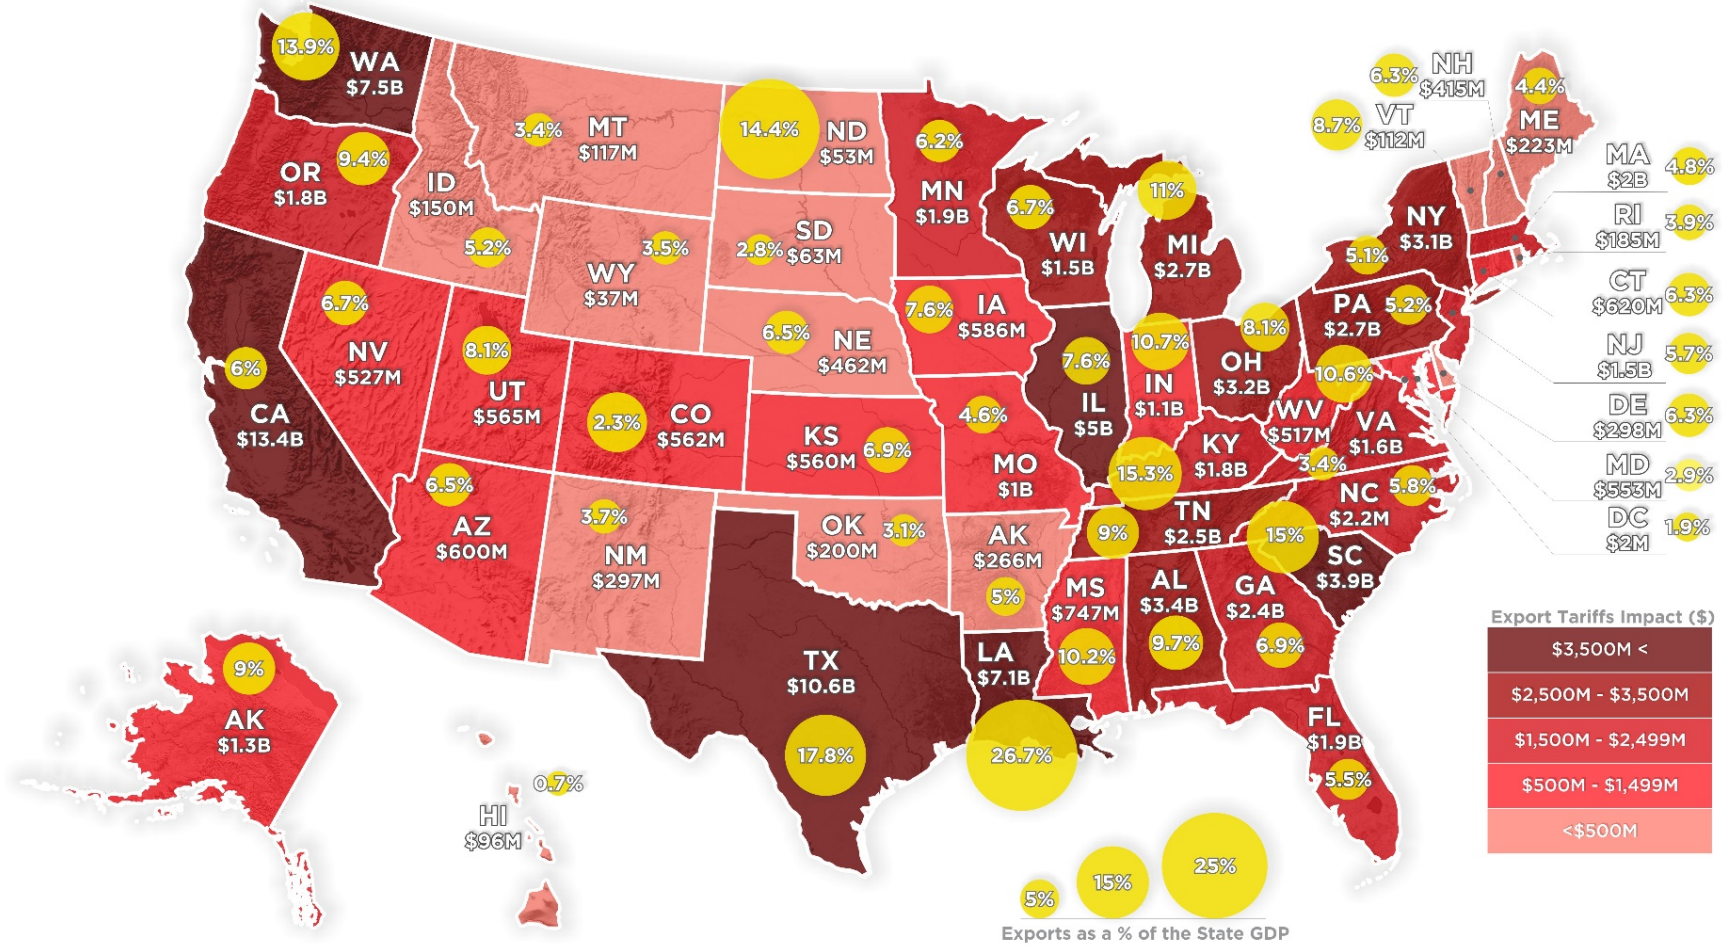 13.9%
WA
$7.5B
OR
$1.8B
9.4%
ID
$150M
5.2%
3.4%
MT
$117M
14.4%
ND
$53M
6.2%
MN
$1.9B
6.7%
WI
$1.5B
11%
MI
$2.7B
6.3%
NH
$415M
8.7%
VT
$112M
4.4%
ME
$223M
MA
$2B
4.8%
RI
$185M
3.9%
CT
$620M
6.3%
NJ
$1.5B
5.7%
DE
$298M
6.3%
MD
$553M
2.9%
DC
$2M
1.9%
NY
$3.1B
5.1%
PA
$2.7B
5.2%
2.8%
SD
$63M
WY
$37M
3.5%
6.5%
NE
$462M
7.6%
IA
$586M
6.7%
NV
$527M
8.1%
UT
$565M
2.3%
CO
$562M
6%
CA
$13.4B
KS
$560M
6.9%
4.6%
MO
$1B
7.6%
IL
$5B
10.7%
IN
$1.1B
8.1%
OH
$3.2B
10.6%
WV
$517M
VA
$1.6B
3.4%
15.3%
KY
$1.8B
NC
$2.2M
5.8%
9%
TN
$2.5B
15%
SC
$3.9B
6.5%
AZ
$600M
3.7%
NM
$297M
OK
$200M
3.1%
AK
$266M
5%
MS
$747M
10.2%
AL
$3.4B
9.7%
GA
$2.4B
6.9%
TX
$10.6B
17.8%
LA
$7.1B
26.7%
FL
$1.9B
5.5%
9%
AK
$1.3B
0.7%
HI
$96M
Export Tariffs Impact ($)
$3,500M <
$2,500M - $3,500M
$1,500M - $2,499M
$500M - $1,499M
<$500M
5%
15%
25%
Exports as a % of the State GDP